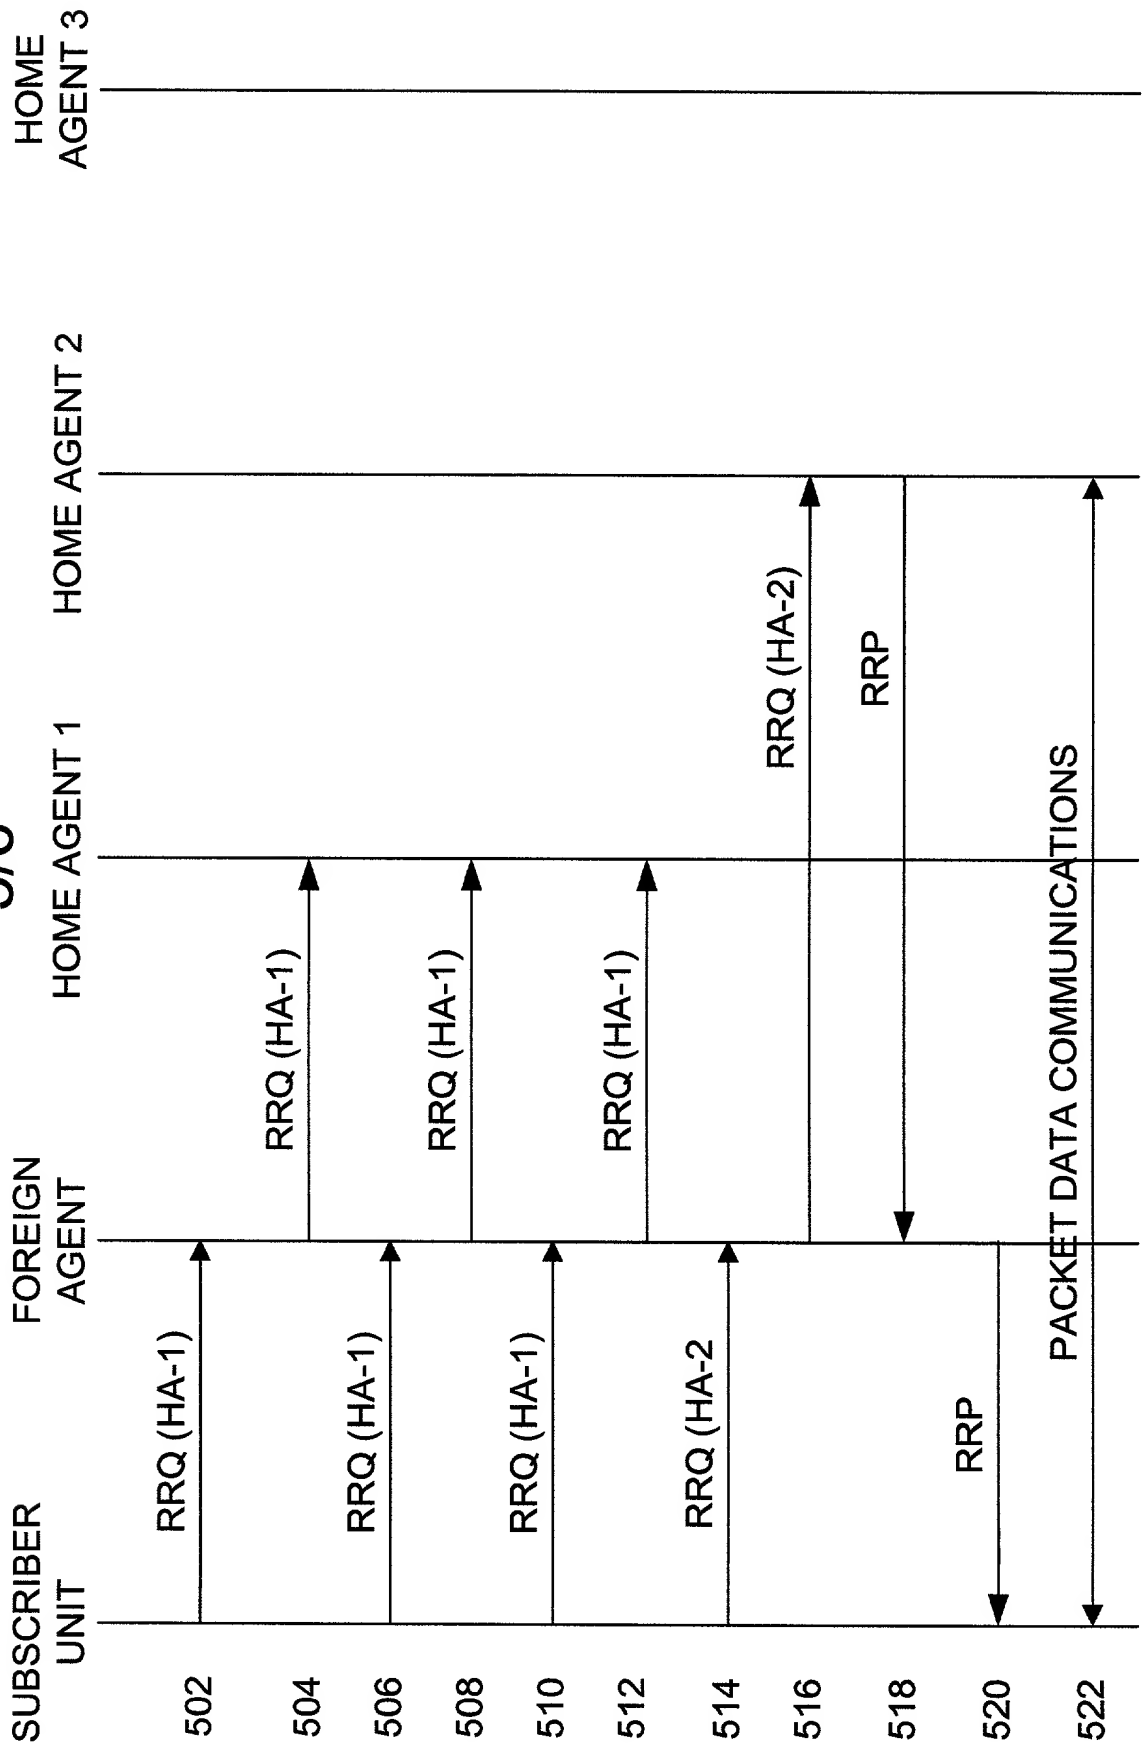 SUBSCRIBER
UNIT
FOREIGN
AGENT
HOME AGENT 1
HOME AGENT 2
HOME
AGENT 3
502
RRQ (HA-1)
504
RRQ (HA-1)
506
RRQ (HA-1)
508
RRQ (HA-1)
510
RRQ (HA-1)
512
RRQ (HA-1)
514
RRQ (HA-2
516
RRQ (HA-2)
518
RRP
520
RRP
522
PACKET DATA COMMUNICATIONS